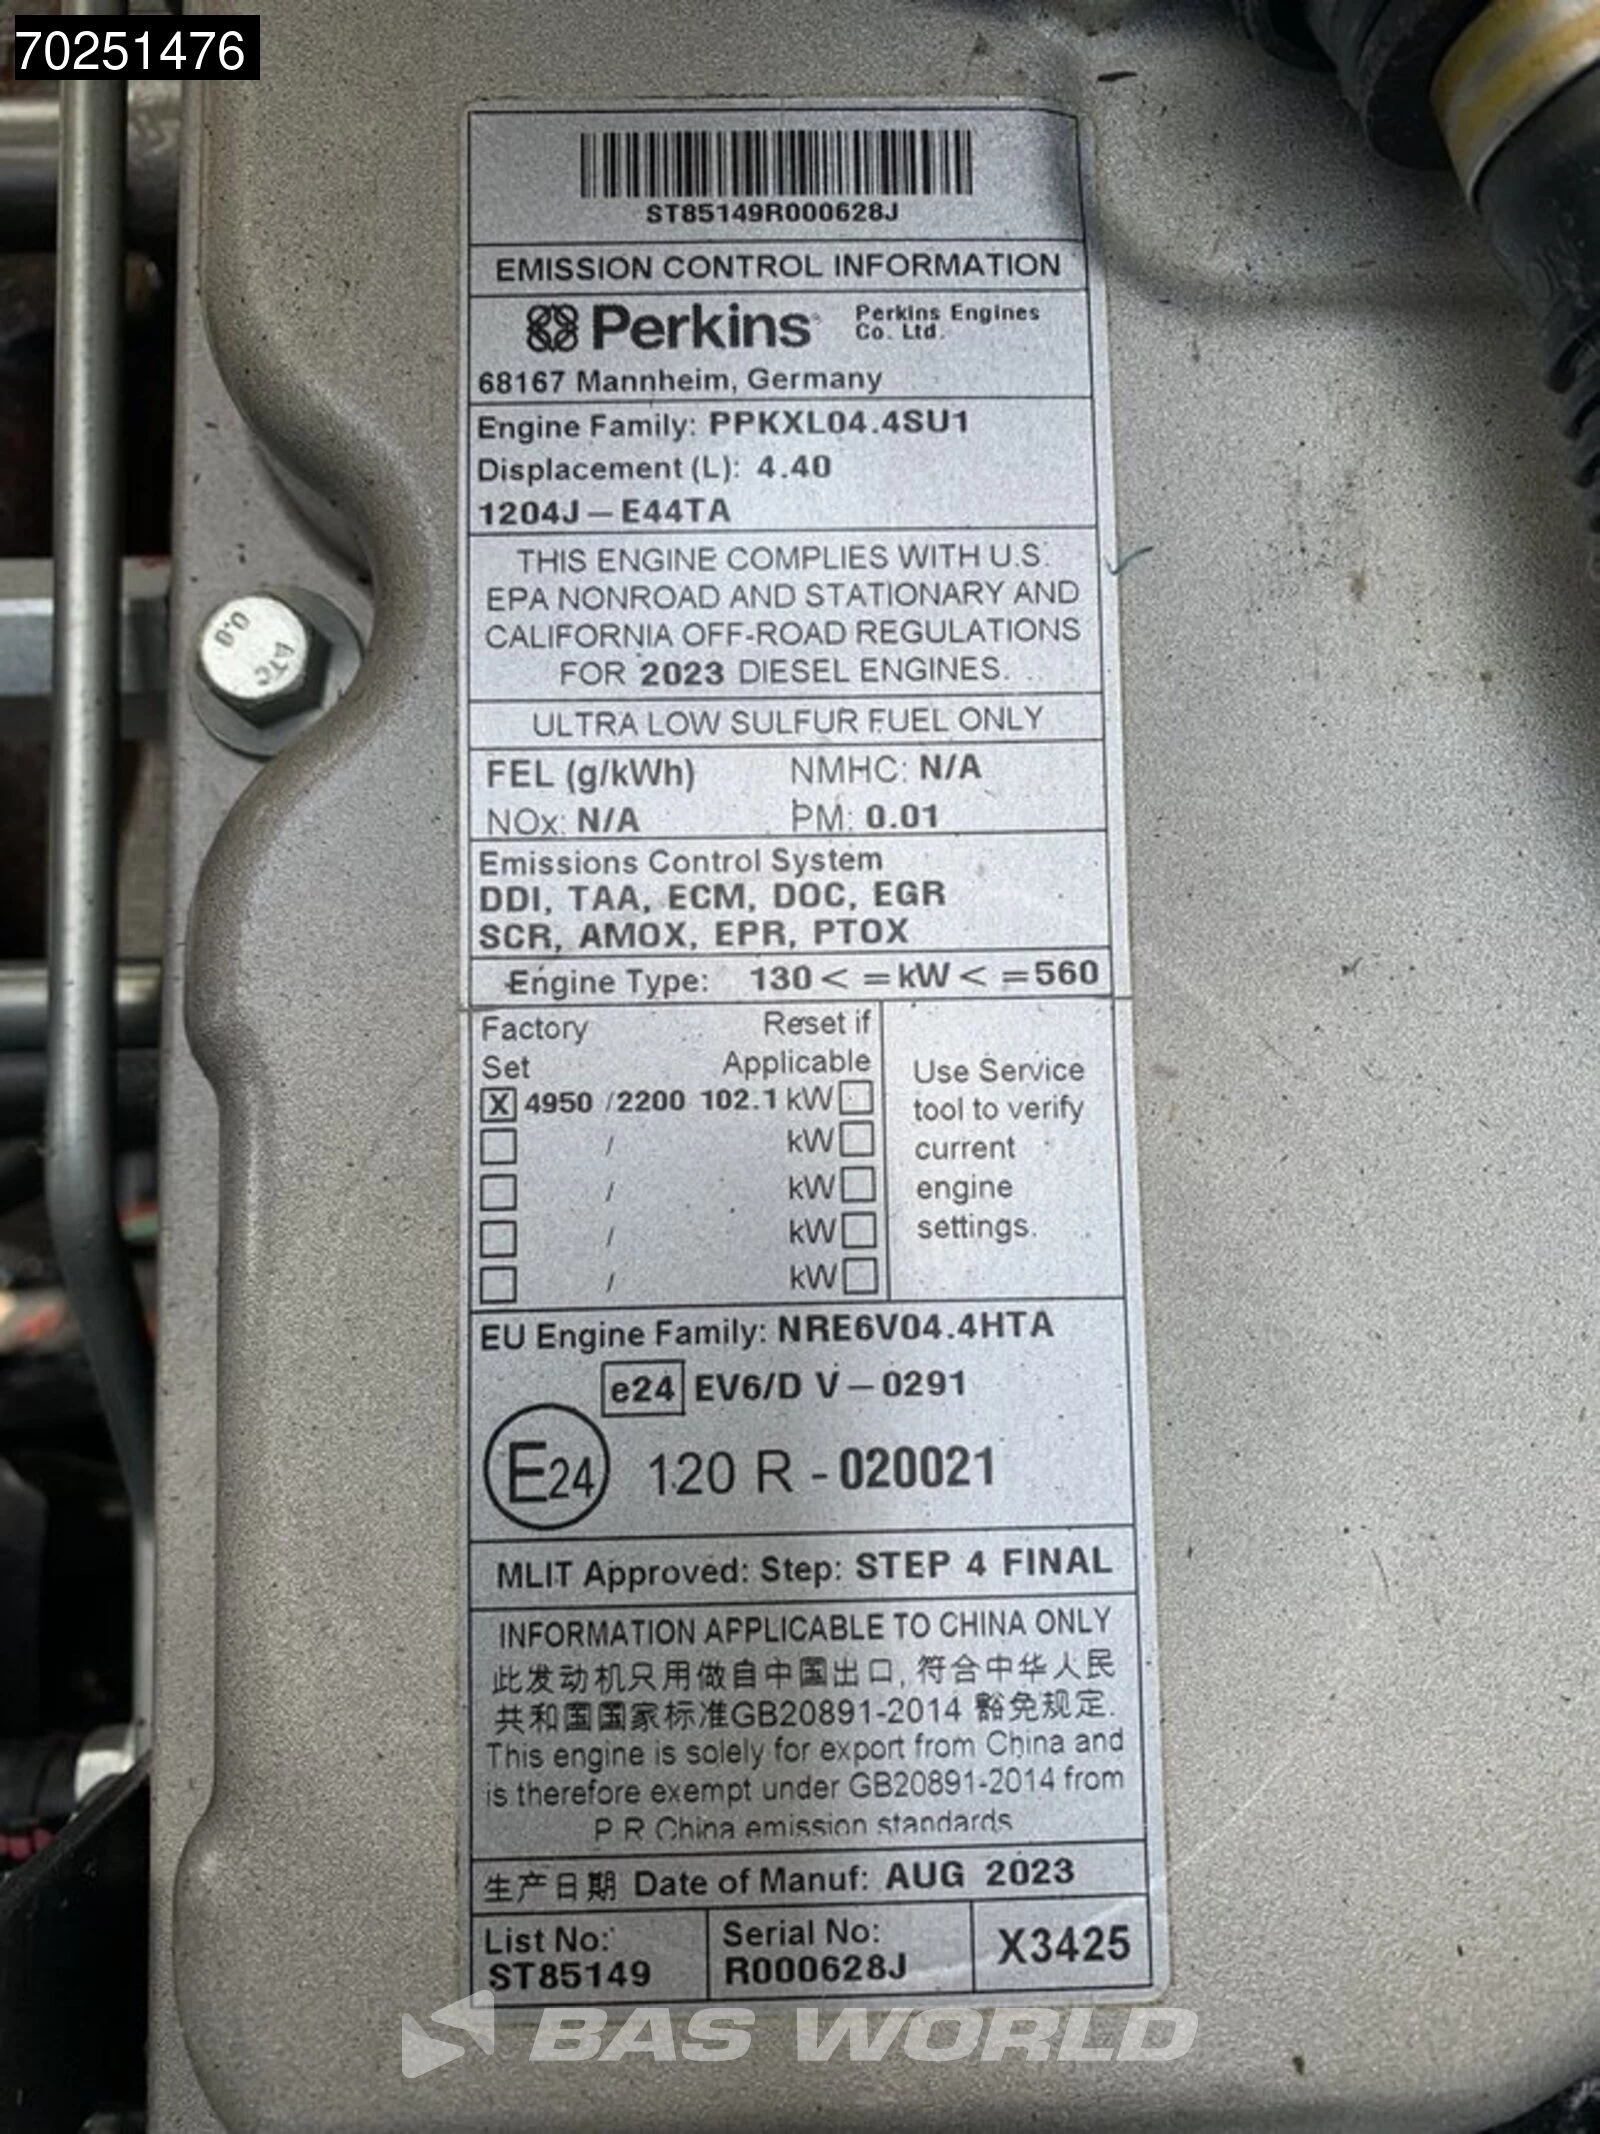 70251476
ST85149R000628J
EMISSION CONTROL INFORMATION
Perkins Perkins Engines Co. Ltd.
68167 Mannheim, Germany
Engine Family: PPKXL04.4SU1
Displacement (L): 4.40
1204J – E44TA
THIS ENGINE COMPLIES WITH U.S.
EPA NONROAD AND STATIONARY AND
CALIFORNIA OFF-ROAD REGULATIONS
FOR 2023 DIESEL ENGINES.
ULTRA LOW SULFUR FUEL ONLY
FEL (g/kWh) NMHC: N/A
NOx: N/A PM: 0.01
Emissions Control System
DDI, TAA, ECM, DOC, EGR
SCR, AMOX, EPR, PTOX
Engine Type: 130 < = kW < = 560
Factory Reset if
Set Applicable
X 4950 /2200 102.1 kW
/ kW
/ kW
/ kW
/ kW
Use Service
tool to verify
current
engine
settings.
EU Engine Family: NRE6V04.4HTA
e24 EV6/D V – 0291
E24 120 R - 020021
MLIT Approved: Step: STEP 4 FINAL
INFORMATION APPLICABLE TO CHINA ONLY
此发动机只用做自中国出口,符合中华人民
共和国国家标准GB20891-2014 豁免规定.
This engine is solely for export from China and
is therefore exempt under GB20891-2014 from
P R China emission standards
生产日期 Date of Manuf: AUG 2023
List No: Serial No: X3425
ST85149 R000628J
BAS WORLD